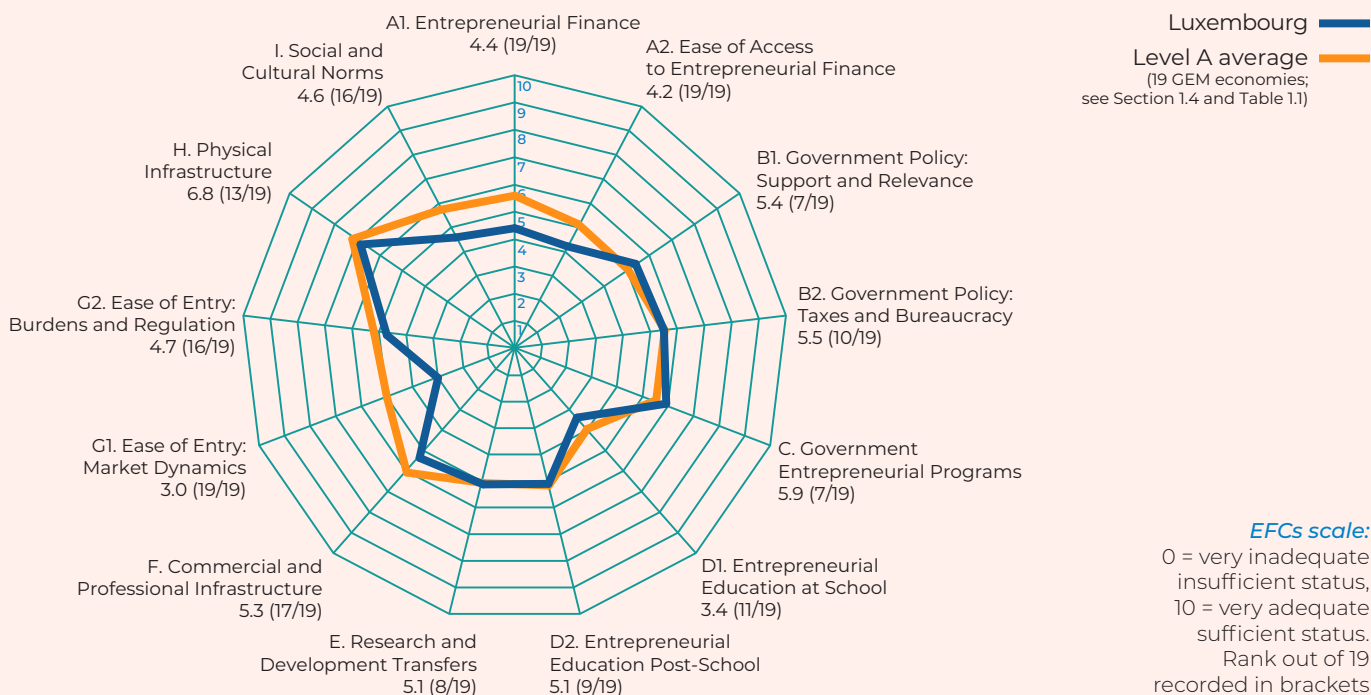 A1. Entrepreneurial Finance
4.4 (19/19)
A2. Ease of Access
to Entrepreneurial Finance
4.2 (19/19)
B1. Government Policy:
Support and Relevance
5.4 (7/19)
B2. Government Policy:
Taxes and Bureaucracy
5.5 (10/19)
C. Government
Entrepreneurial Programs
5.9 (7/19)
D1. Entrepreneurial
Education at School
3.4 (11/19)
D2. Entrepreneurial
Education Post-School
5.1 (9/19)
E. Research and
Development Transfers
5.1 (8/19)
F. Commercial and
Professional Infrastructure
5.3 (17/19)
G1. Ease of Entry:
Market Dynamics
3.0 (19/19)
G2. Ease of Entry:
Burdens and Regulation
4.7 (16/19)
H. Physical
Infrastructure
6.8 (13/19)
I. Social and
Cultural Norms
4.6 (16/19)
10
9
8
7
6
5
4
3
2
1
Luxembourg
Level A average
(19 GEM economies;
see Section 1.4 and Table 1.1)
EFCs scale:
0 = very inadequate
insufficient status,
10 = very adequate
sufficient status.
Rank out of 19
recorded in brackets